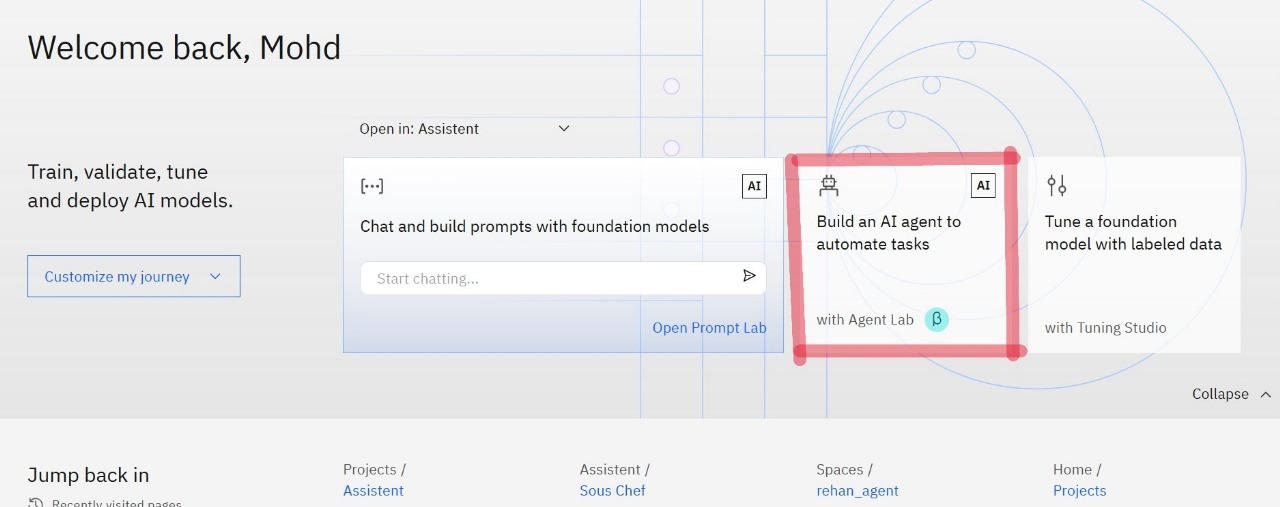 Welcome back, Mohd
Open in: Assistent
Train, validate, tune
and deploy AI models.
Customize my journey
[...]
AI
Chat and build prompts with foundation models
Start chatting...
Open Prompt Lab
AI
Build an AI agent to
automate tasks
with Agent Lab β
Tune a foundation
model with labeled data
with Tuning Studio
Collapse
Jump back in
Recently visited pages
Projects /
Assistent
Assistent /
Sous Chef
Spaces /
rehan_agent
Home /
Projects